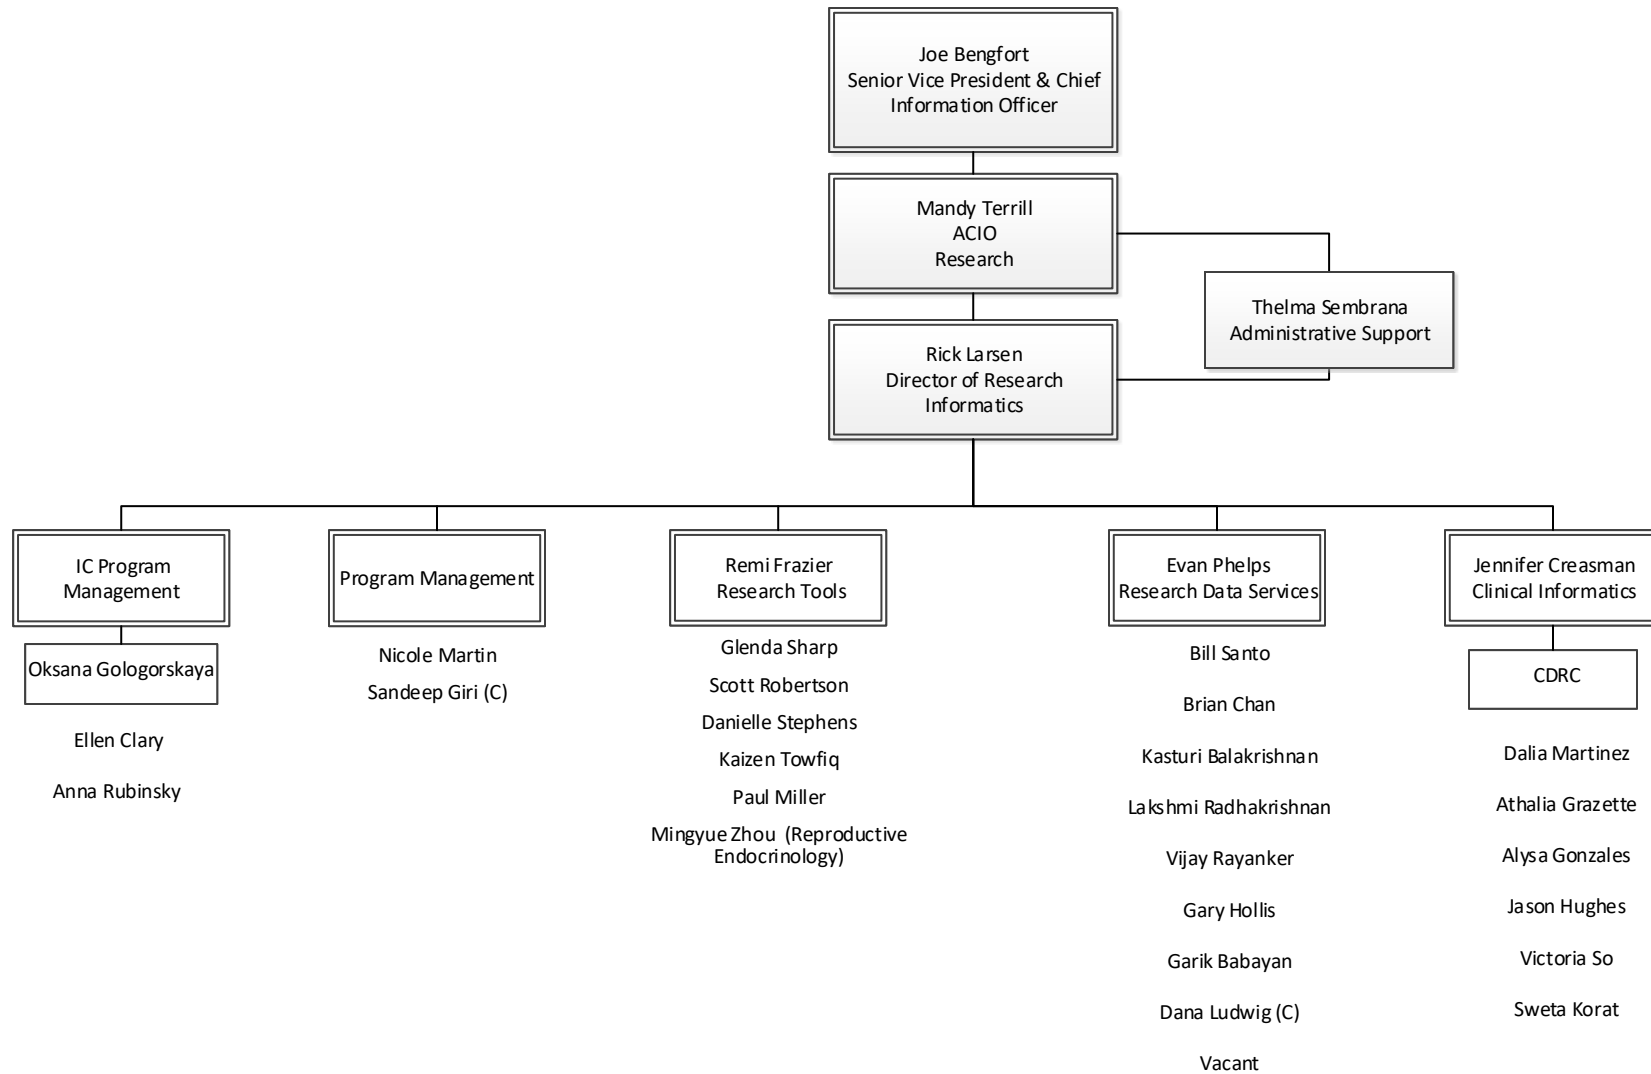 Joe Bengfort
Senior Vice President & Chief
Information Officer
Mandy Terrill
ACIO
Research
Thelma Sembrana
Administrative Support
Rick Larsen
Director of Research
Informatics
IC Program
Management
Oksana Gologorskaya
Ellen Clary
Anna Rubinsky
Program Management
Nicole Martin
Sandeep Giri (C)
Remi Frazier
Research Tools
Glenda Sharp
Scott Robertson
Danielle Stephens
Kaizen Towfiq
Paul Miller
Mingyue Zhou (Reproductive
Endocrinology)
Evan Phelps
Research Data Services
Bill Santo
Brian Chan
Kasturi Balakrishnan
Lakshmi Radhakrishnan
Vijay Rayanker
Gary Hollis
Garik Babayan
Dana Ludwig (C)
Vacant
Jennifer Creasman
Clinical Informatics
CDRC
Dalia Martinez
Athalia Grazette
Alysa Gonzales
Jason Hughes
Victoria So
Sweta Korat